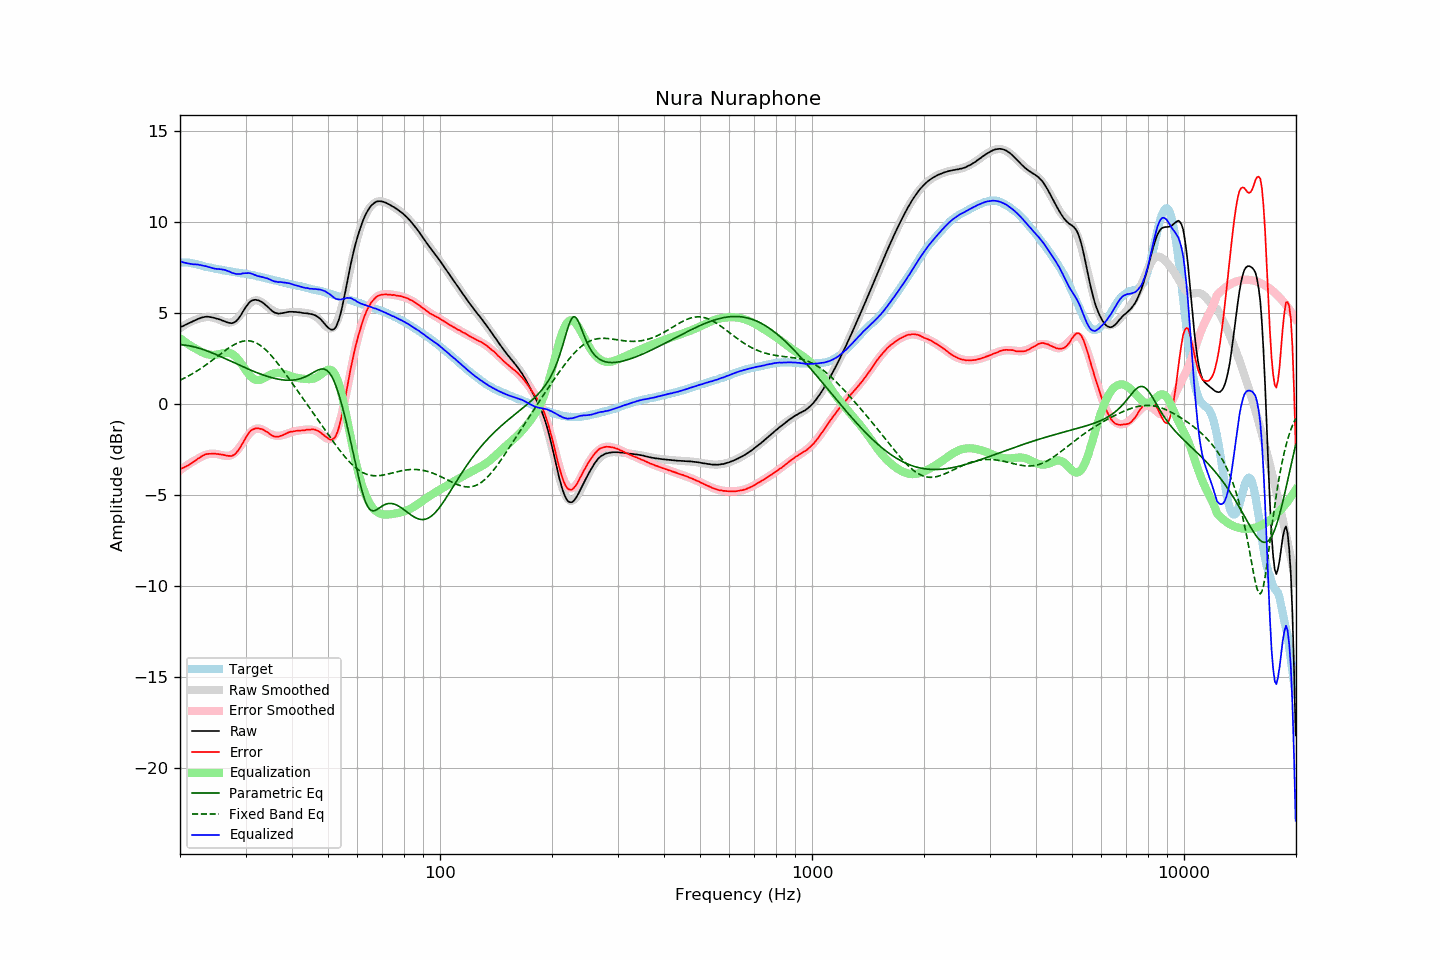 Nura Nuraphone
Amplitude (dBr)
15
10
5
0
−5
−10
−15
−20
Target
Raw Smoothed
Error Smoothed
Raw
Error
Equalization
Parametric Eq
Fixed Band Eq
Equalized
100 1000 10000
Frequency (Hz)